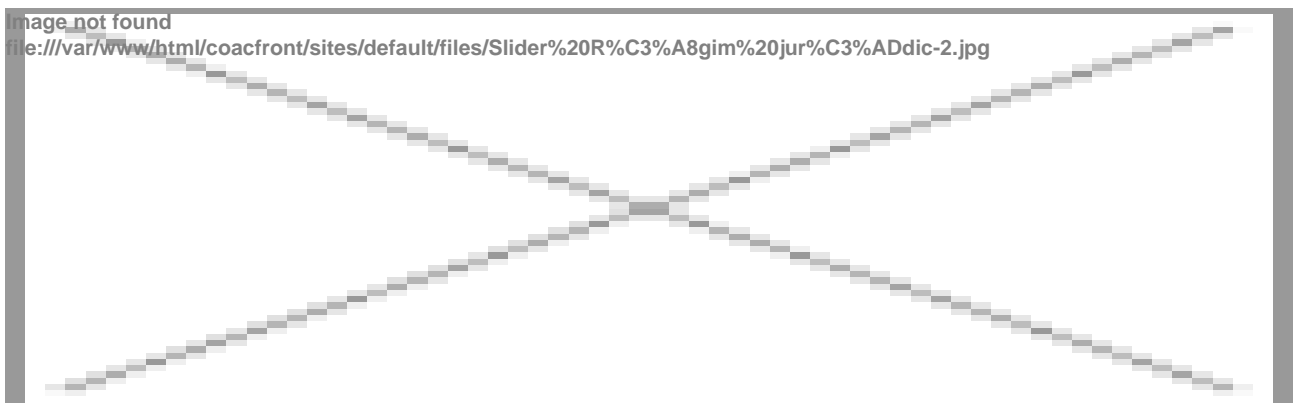 Image not found
file:///var/www/html/coacfront/sites/default/files/Slider%20R%C3%A8gim%20jur%C3%ADdic-2.jpg